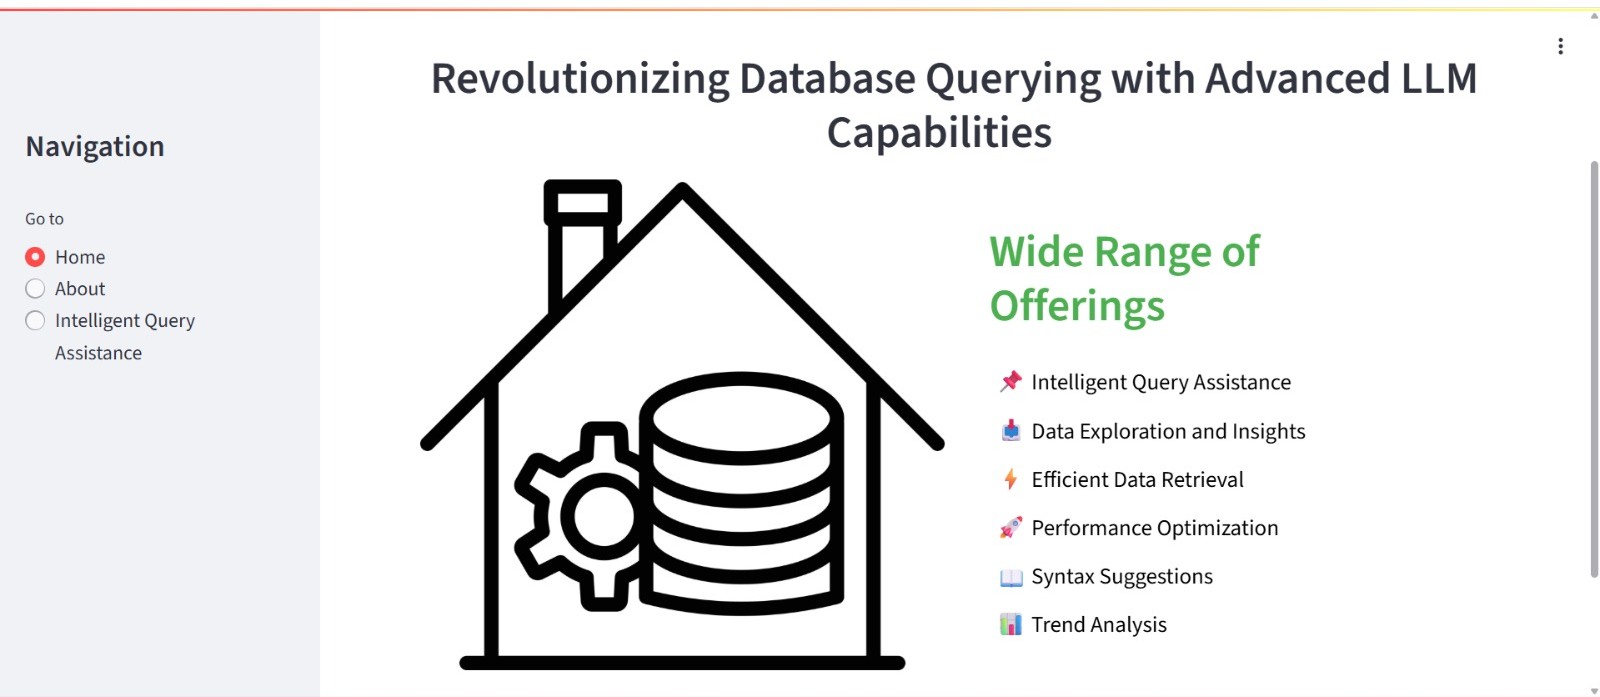 Navigation
Go to
Home
About
Intelligent Query
Assistance
Revolutionizing Database Querying with Advanced LLM
Capabilities
Wide Range of
Offerings
Intelligent Query Assistance
Data Exploration and Insights
Efficient Data Retrieval
Performance Optimization
Syntax Suggestions
Trend Analysis